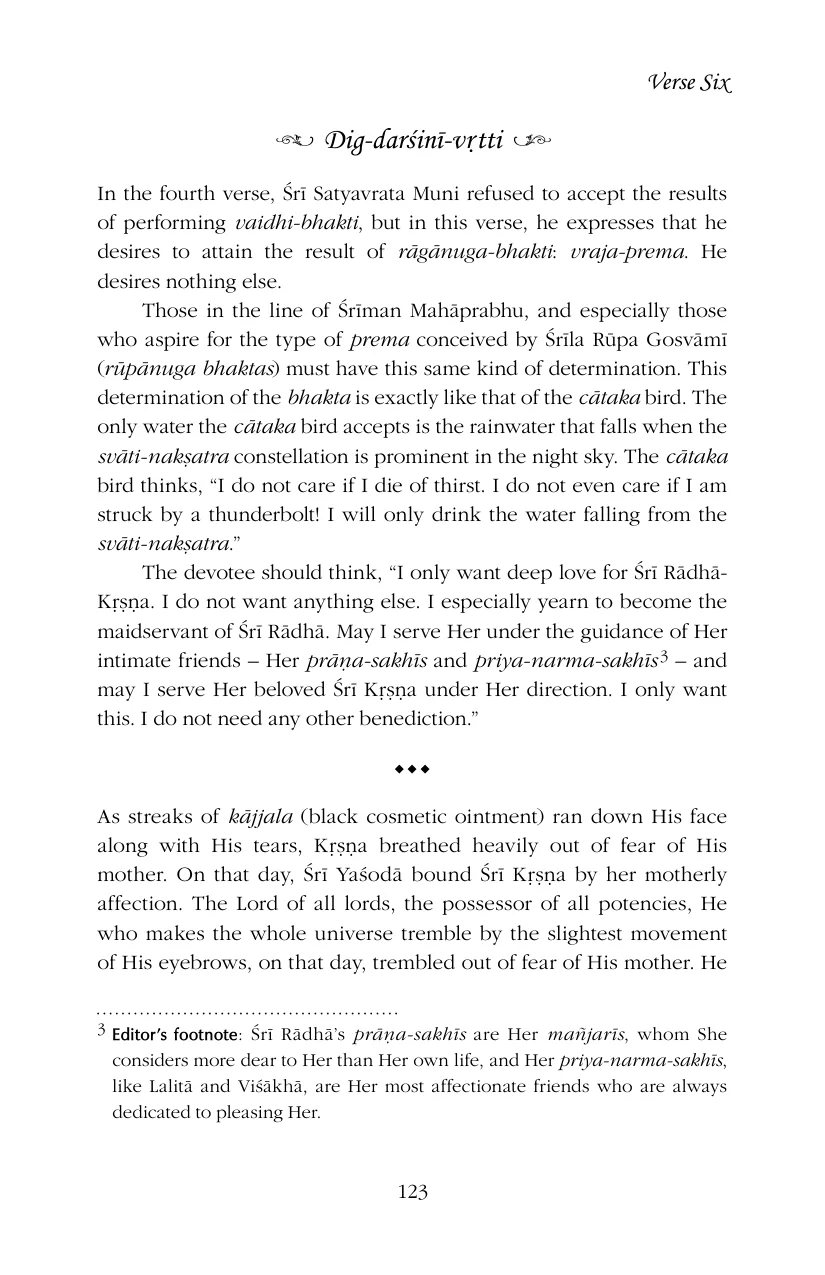 Verse Six
Dig-darśinī-vṛtti
In the fourth verse, Śrī Satyavrata Muni refused to accept the results
of performing vaidhi-bhakti, but in this verse, he expresses that he
desires to attain the result of rāgānuga-bhakti: vraja-prema. He
desires nothing else.
Those in the line of Śrīman Mahāprabhu, and especially those
who aspire for the type of prema conceived by Śrīla Rūpa Gosvāmī
(rūpānuga bhaktas) must have this same kind of determination. This
determination of the bhakta is exactly like that of the cātaka bird. The
only water the cātaka bird accepts is the rainwater that falls when the
svāti-nakṣatra constellation is prominent in the night sky. The cātaka
bird thinks, “I do not care if I die of thirst. I do not even care if I am
struck by a thunderbolt! I will only drink the water falling from the
svāti-nakṣatra.”
The devotee should think, “I only want deep love for Śrī Rādhā-
Kṛṣṇa. I do not want anything else. I especially yearn to become the
maidservant of Śrī Rādhā. May I serve Her under the guidance of Her
intimate friends – Her prāṇa-sakhīs and priya-narma-sakhīs3 – and
may I serve Her beloved Śrī Kṛṣṇa under Her direction. I only want
this. I do not need any other benediction.”
As streaks of kājjala (black cosmetic ointment) ran down His face
along with His tears, Kṛṣṇa breathed heavily out of fear of His
mother. On that day, Śrī Yaśodā bound Śrī Kṛṣṇa by her motherly
affection. The Lord of all lords, the possessor of all potencies, He
who makes the whole universe tremble by the slightest movement
of His eyebrows, on that day, trembled out of fear of His mother. He
3 Editor’s footnote: Śrī Rādhā’s prāṇa-sakhīs are Her mañjarīs, whom She
considers more dear to Her than Her own life, and Her priya-narma-sakhīs,
like Lalitā and Viśākhā, are Her most affectionate friends who are always
dedicated to pleasing Her.
123